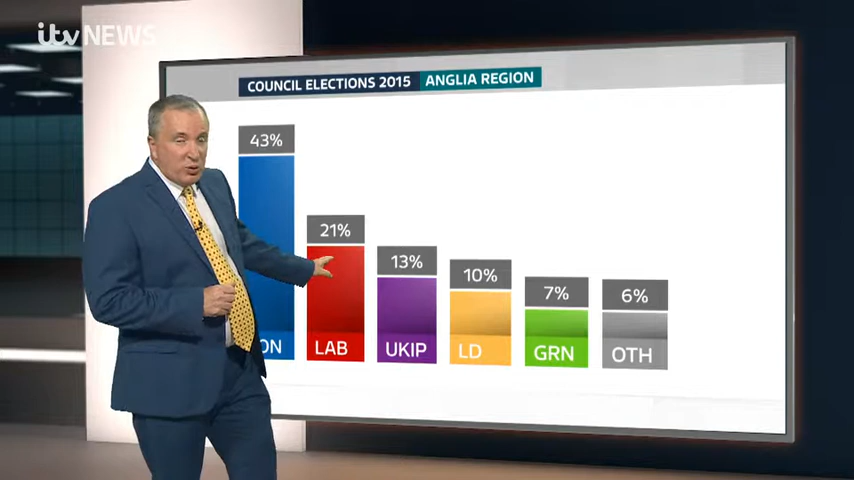 itv NEWS
COUNCIL ELECTIONS 2015 ANGLIA REGION
43%
21%
13%
10%
7%
6%
ON
LAB
UKIP
LD
GRN
OTH